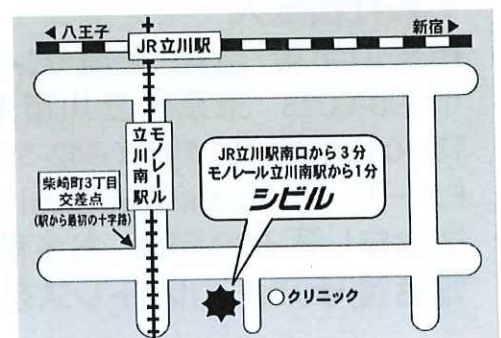 ◀八王子
新宿▶
JR立川駅
モノレール
立川南駅
柴崎町3丁目
交差点
(駅から最初の十字路)
JR立川駅南口から3分
モノレール立川南駅から1分
シビル
クリニック